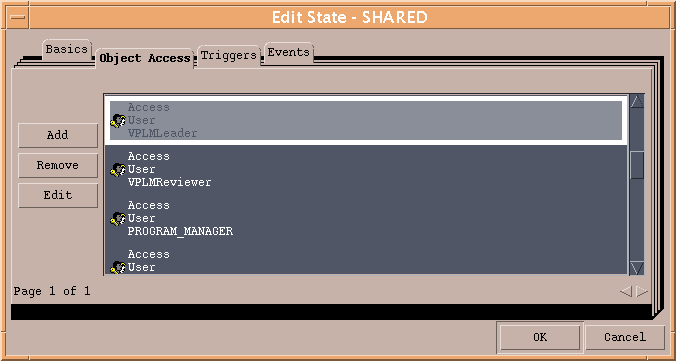 Edit State - SHARED
Basics
Object Access
Triggers
Events
Add
Remove
Edit
Access
User
VPLMLeader
Access
User
VPLMReviewer
Access
User
PROGRAM_MANAGER
Access
User
Page 1 of 1
OK
Cancel